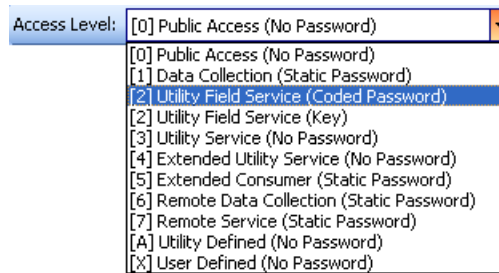 Access Level: [0] Public Access (No Password)
[0] Public Access (No Password)
[1] Data Collection (Static Password)
[2] Utility Field Service (Coded Password)
[2] Utility Field Service (Key)
[3] Utility Service (No Password)
[4] Extended Utility Service (No Password)
[5] Extended Consumer (Static Password)
[6] Remote Data Collection (Static Password)
[7] Remote Service (Static Password)
[A] Utility Defined (No Password)
[X] User Defined (No Password)